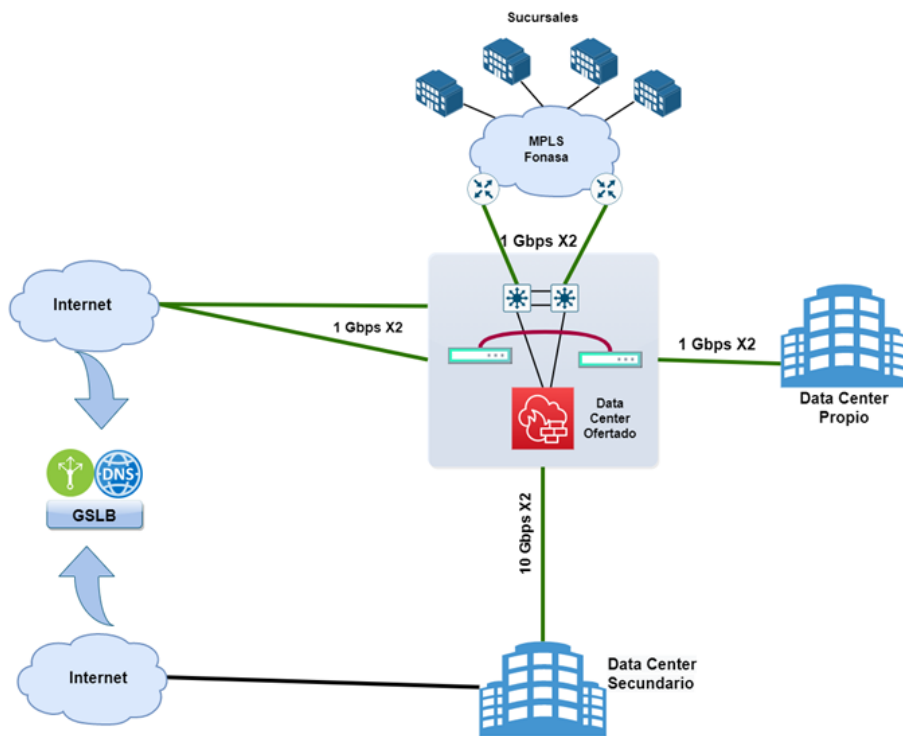 Sucursales
MPLS
Fonasa
1 Gbps X2
Internet
1 Gbps X2
1 Gbps X2
Data
Center
Ofertado
Data Center
Propio
DNS
GSLB
10 Gbps X2
Internet
Data Center
Secundario